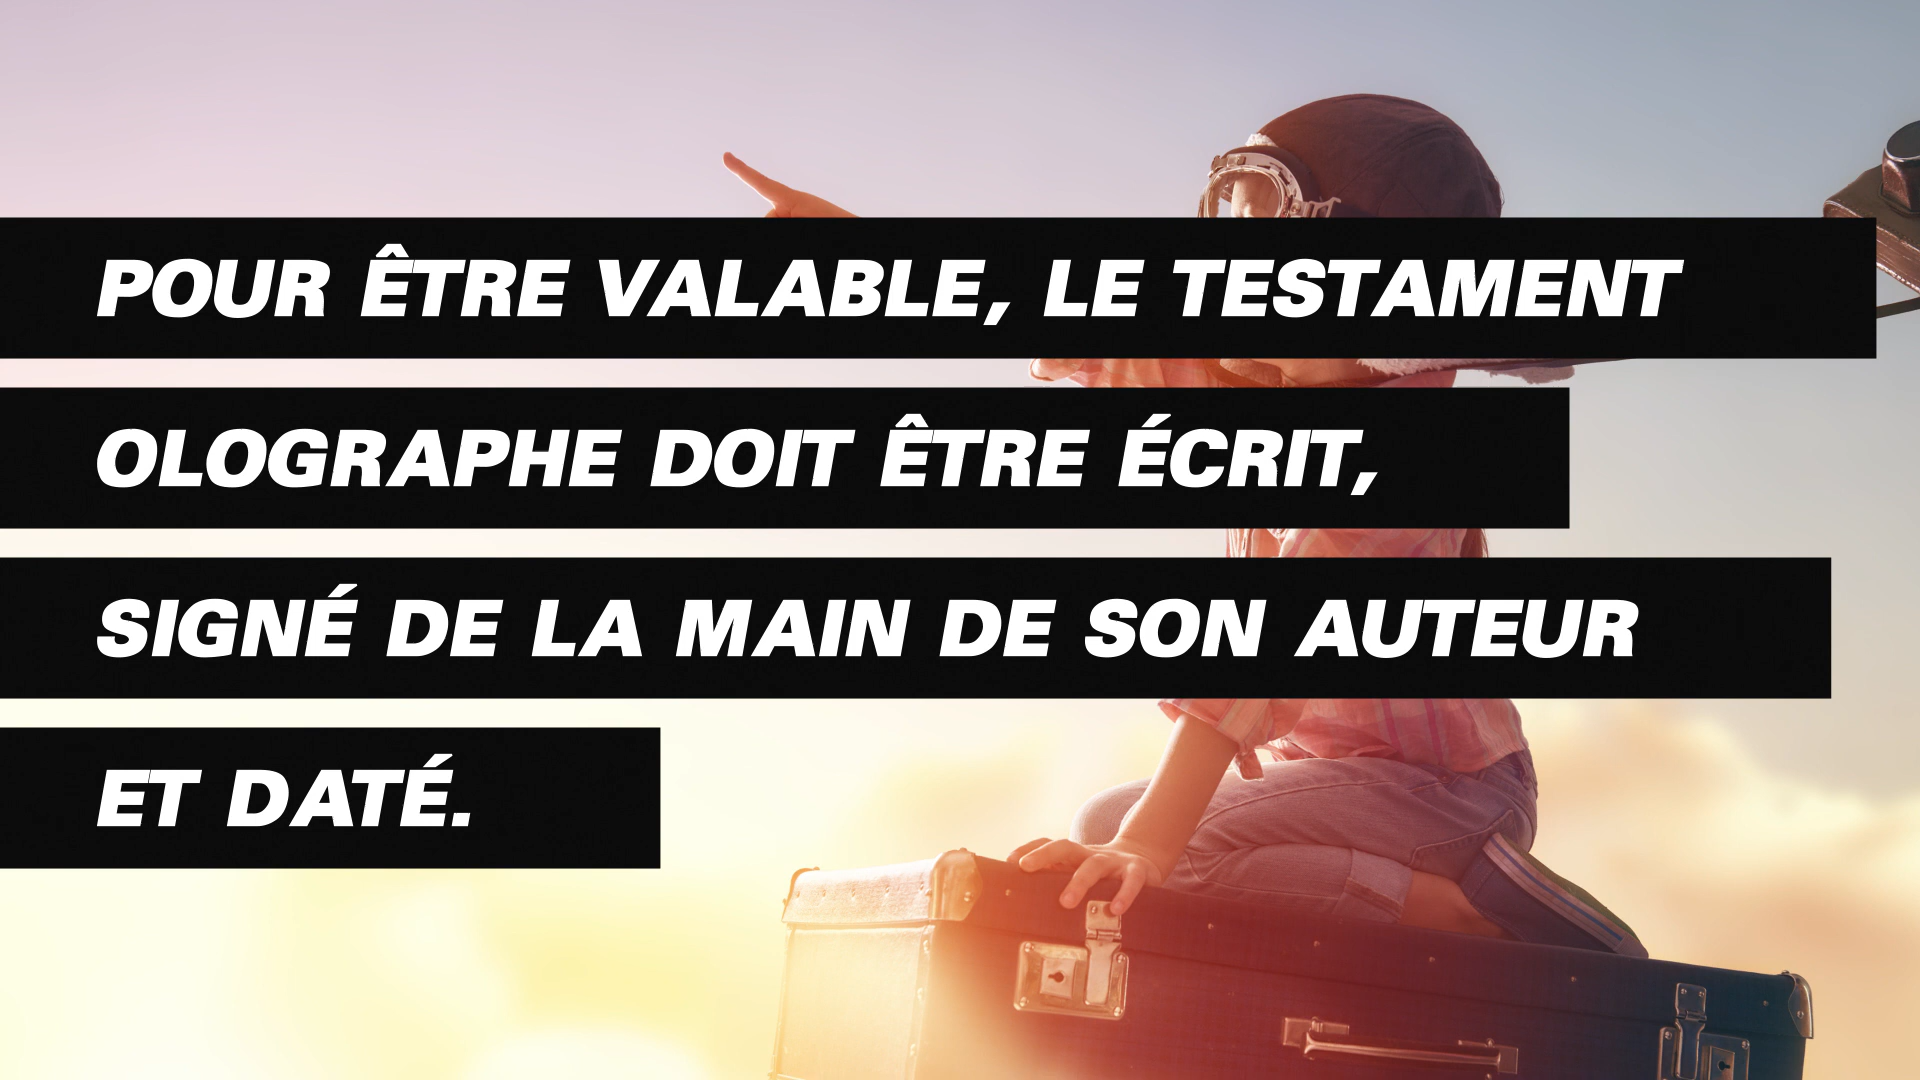 POUR ÊTRE VALABLE, LE TESTAMENT
OLOGRAPHE DOIT ÊTRE ÉCRIT,
SIGNÉ DE LA MAIN DE SON AUTEUR
ET DATÉ.